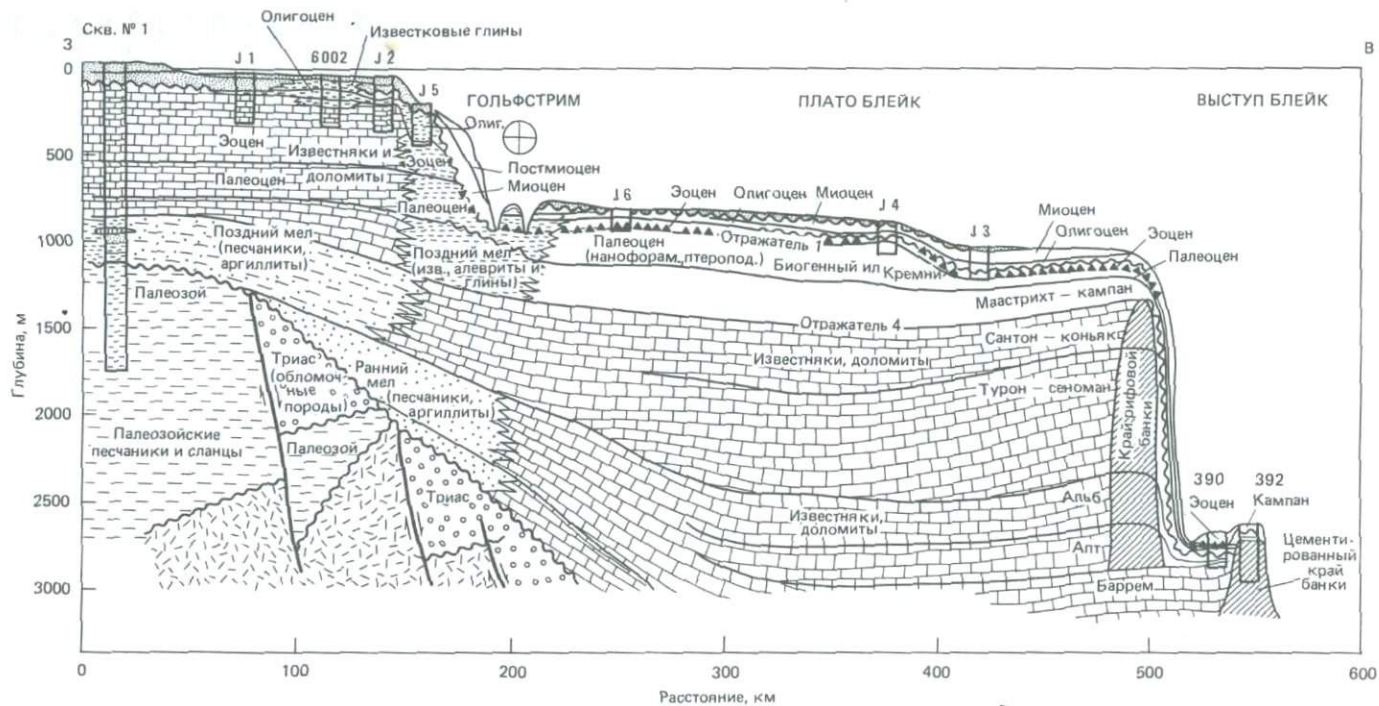 Скв. № 1
Олигоцен
Известковые глины
З
В
J 1
6002
J 2
J 5
ГОЛЬФСТРИМ
ПЛАТО БЛЕЙК
ВЫСТУП БЛЕЙК
Олиг.
Эоцен
Известняки и
доломиты
Эоцен
Постмиоцен
Миоцен
Палеоцен
Палеоцен
J 6
Эоцен
Олигоцен
Миоцен
J 4
J 3
Миоцен
Олигоцен
Эоцен
Палеоцен
Поздний мел
(песчаники,
аргиллиты)
Поздний мел
(изв., алевриты и
глины)
Палеоцен
(нанофорам, птеропод.)
Отражатель 1
Биогенный ил
Кремни
Маастрихт — кампан
Отражатель 4
Палеозой
Триас
(обломоч-
ные
породы)
Ранний
мел
(песчаники,
аргиллиты)
Известняки, доломиты
Сантон — коньяк
Турон — сеноман
Край рифовой
банки
Палеозойские
песчаники и сланцы
Палеозой
Триас
Известняки,
доломиты
Альб
Апт
Баррем
390
Эоцен
392
Кампан
Цементи-
рованный
край
банки
Глубина, м
0
500
1000
1500
2000
2500
3000
0
100
200
300
400
500
600
Расстояние, км